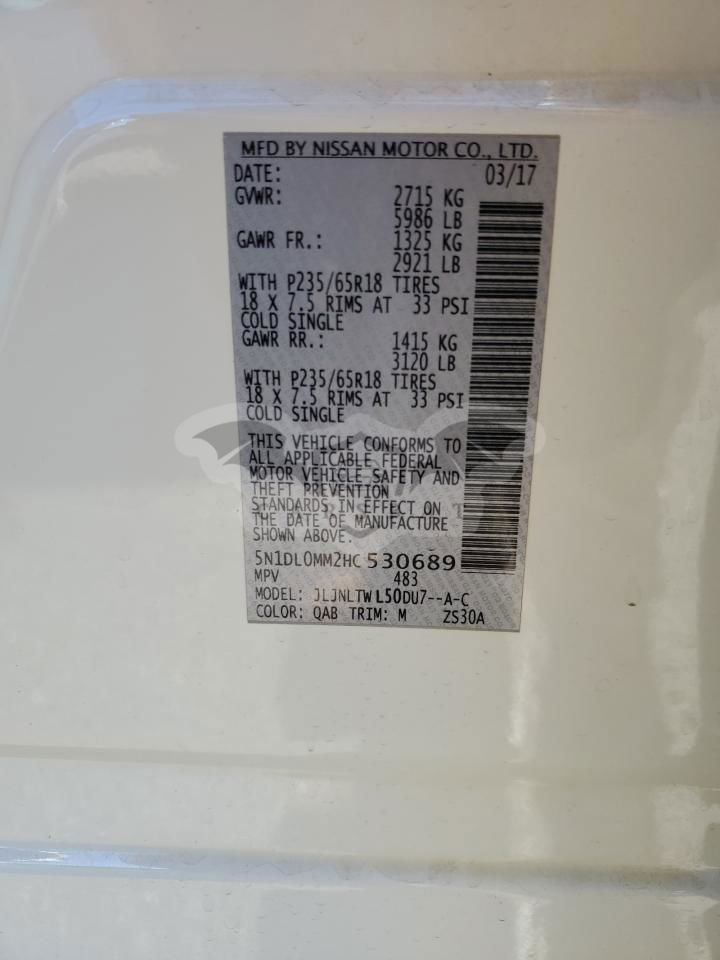 MFD BY NISSAN MOTOR CO., LTD.
DATE: 03/17
GVWR: 2715 KG
5986 LB
GAWR FR.: 1325 KG
2921 LB
WITH P235/65R18 TIRES
18 X 7.5 RIMS AT 33 PSI
COLD SINGLE
GAWR RR.: 1415 KG
3120 LB
WITH P235/65R18 TIRES
18 X 7.5 RIMS AT 33 PSI
COLD SINGLE
THIS VEHICLE CONFORMS TO
ALL APPLICABLE FEDERAL
MOTOR VEHICLE SAFETY AND
THEFT PREVENTION
STANDARDS IN EFFECT ON
THE DATE OF MANUFACTURE
SHOWN ABOVE.
5N1DL0MM2HC530689
MPV 483
MODEL: JLJNLTWL50DU7--A-C
COLOR: QAB TRIM: M ZS30A